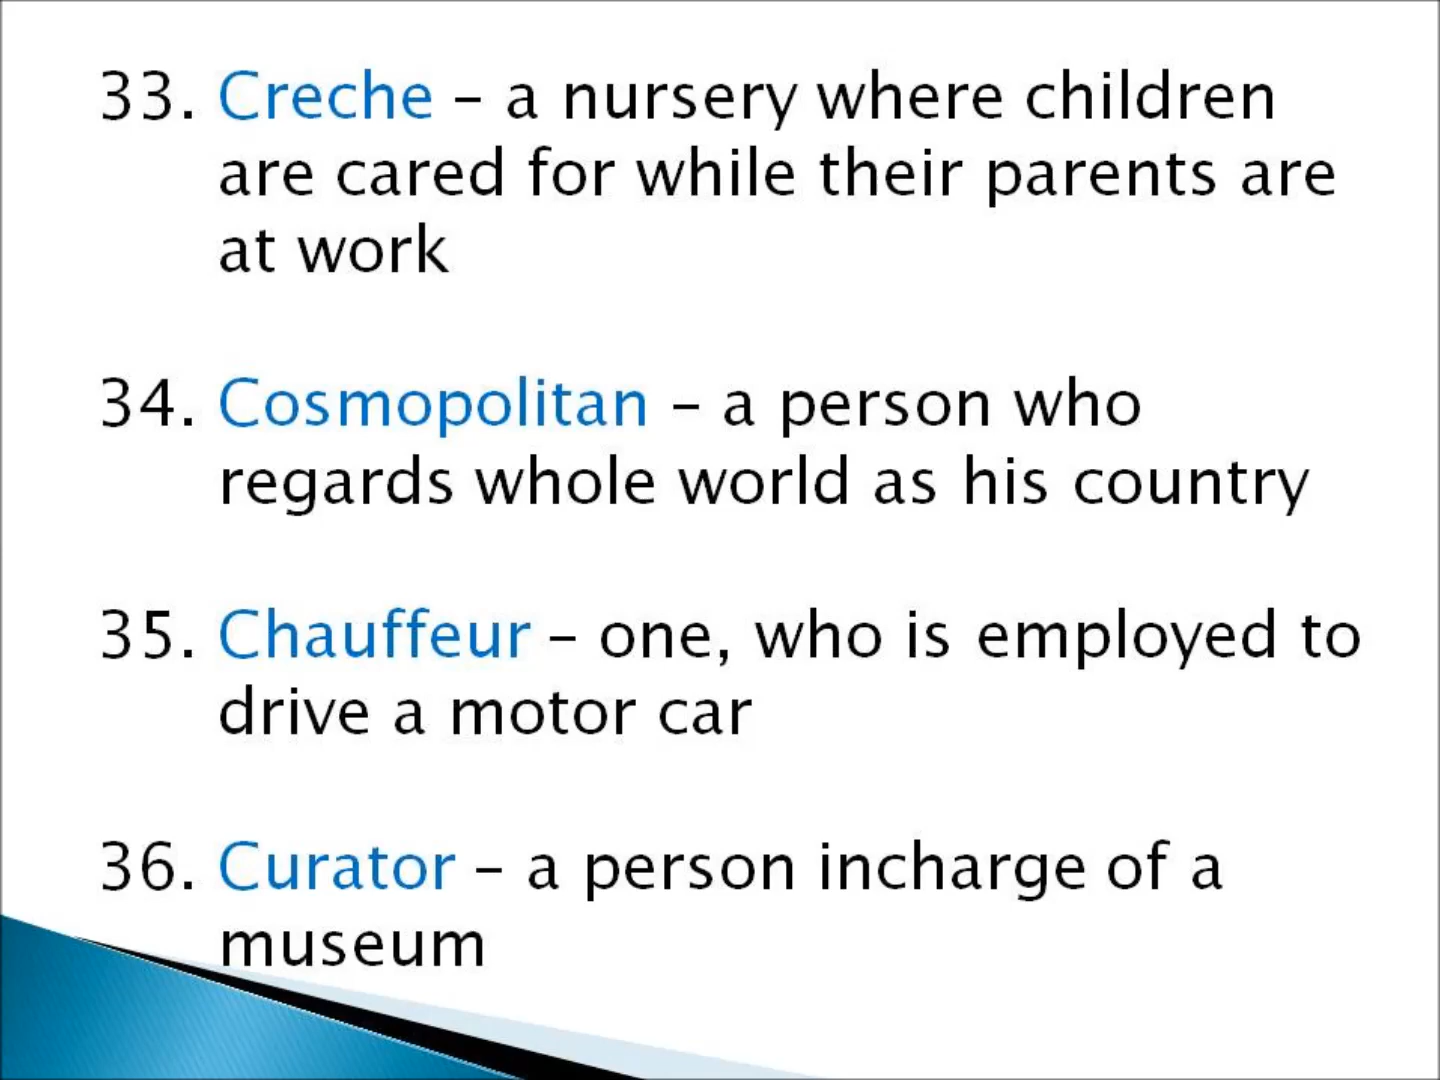 33. Creche – a nursery where children
are cared for while their parents are
at work
34. Cosmopolitan – a person who
regards whole world as his country
35. Chauffeur – one, who is employed to
drive a motor car
36. Curator – a person incharge of a
museum